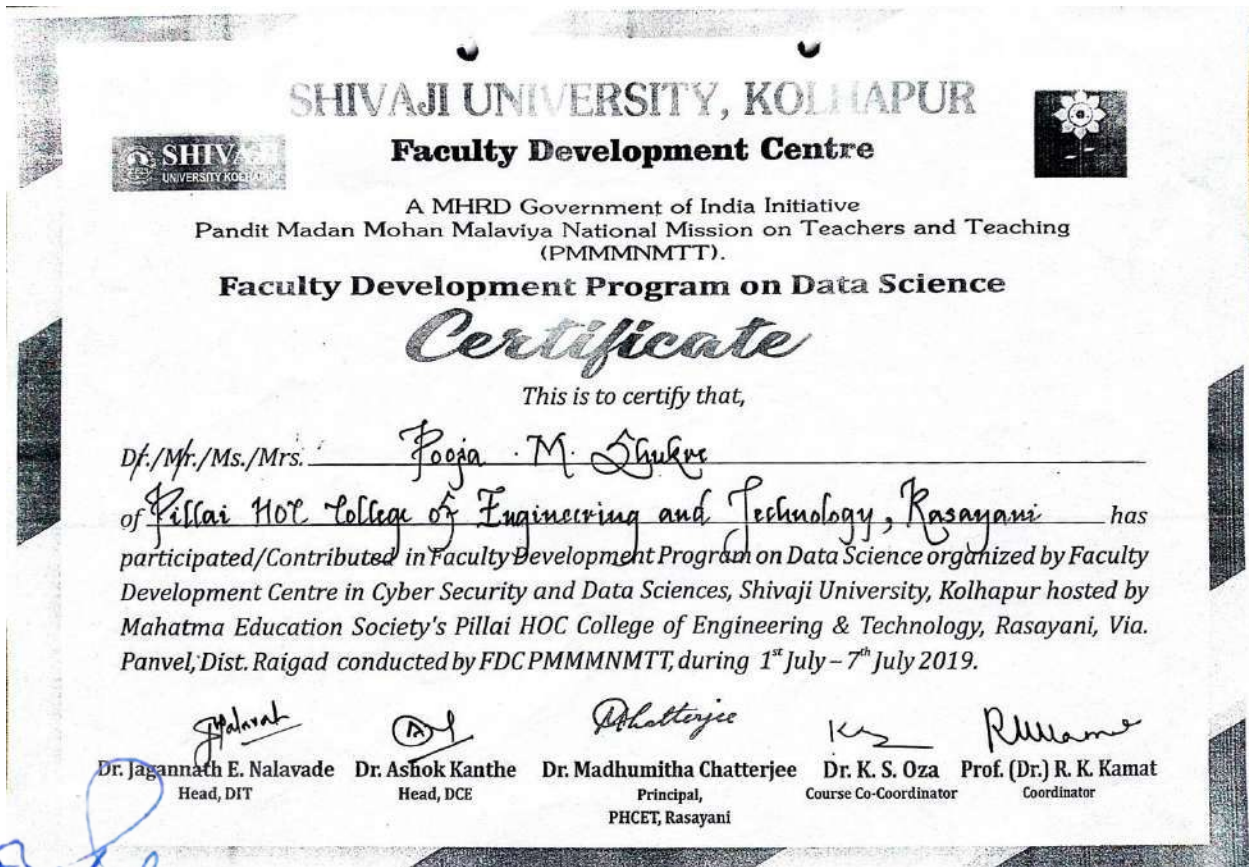 SHIVAJI UNIVERSITY, KOLHAPUR
SHIVAJI
UNIVERSITY KOLHAPUR
Faculty Development Centre
A MHRD Government of India Initiative
Pandit Madan Mohan Malaviya National Mission on Teachers and Teaching
(PMMMNMTT).
Faculty Development Program on Data Science
Certificate
This is to certify that,
Dr./Mr./Ms./Mrs. Pooja M. Shukre
of Pillai HOC College of Engineering and Technology, Rasayani has
participated/Contributed in Faculty Development Program on Data Science organized by Faculty
Development Centre in Cyber Security and Data Sciences, Shivaji University, Kolhapur hosted by
Mahatma Education Society's Pillai HOC College of Engineering & Technology, Rasayani, Via.
Panvel, Dist. Raigad conducted by FDC PMMMNMTT, during 1st July – 7th July 2019.
Dr. Jagannath E. Nalavade Dr. Ashok Kanthe Dr. Madhumitha Chatterjee Dr. K. S. Oza Prof. (Dr.) R. K. Kamat
Head, DIT Head, DCE Principal, Course Co-Coordinator Coordinator
PHCET, Rasayani